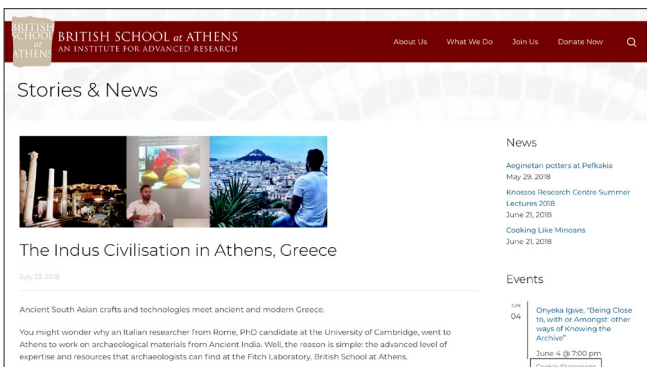 BRITISH
SCHOOL
at
ATHENS
BRITISH SCHOOL at ATHENS
AN INSTITUTE FOR ADVANCED RESEARCH
About Us What We Do Join Us Donate Now
Stories & News
The Indus Civilisation in Athens, Greece
July 23, 2018
Ancient South Asian crafts and technologies meet ancient and modern Greece.
You might wonder why an Italian researcher from Rome, PhD candidate at the University of Cambridge, went to
Athens to work on archaeological materials from Ancient India. Well, the reason is simple: the advanced level of
expertise and resources that archaeologists can find at the Fitch Laboratory, British School at Athens.
News
Aeginetan potters at Pefkakia
May 29, 2018
Knossos Research Centre Summer
Lectures 2018
June 21, 2018
Cooking Like Minoans
June 21, 2018
Events
JUN
04
Onyeka Igwe, "Being Close
to, with or Amongst: other
ways of Knowing the
Archive"
June 4 @ 7:00 pm
Cookie Statement